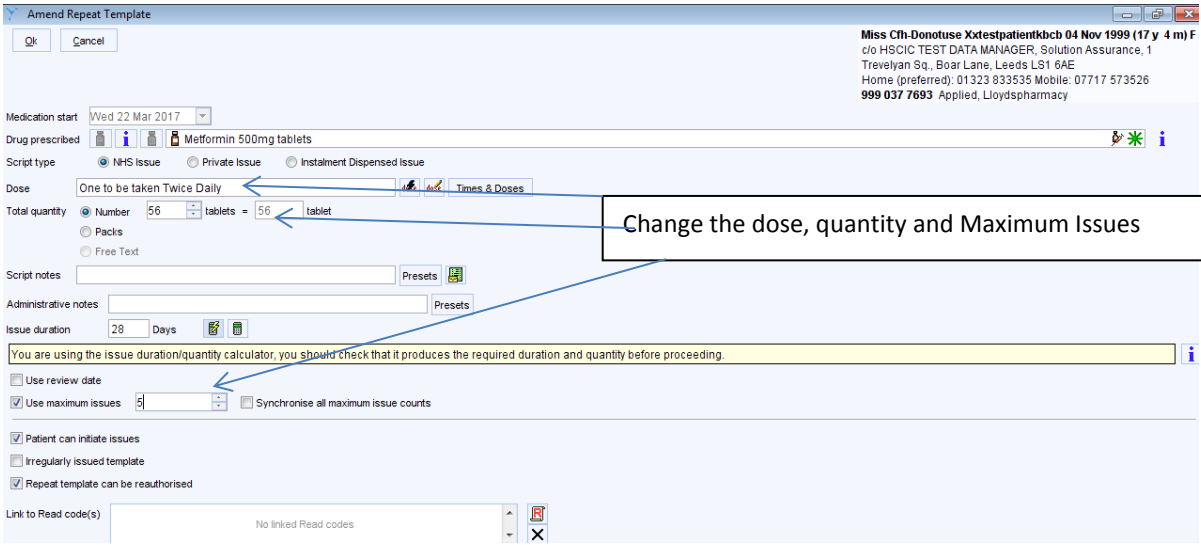 Amend Repeat Template
Ok Cancel
Miss Cfh-Donotuse Xxtestpatientkbcb 04 Nov 1999 (17 y 4 m) F
c/o HSCIC TEST DATA MANAGER, Solution Assurance, 1
Trevelyan Sq., Boar Lane, Leeds LS1 6AE
Home (preferred): 01323 833535 Mobile: 07717 573526
999 037 7693 Applied, Lloydspharmacy
Medication start Wed 22 Mar 2017
Drug prescribed Metformin 500mg tablets
Script type NHS Issue Private Issue Instalment Dispensed Issue
Dose One to be taken Twice Daily Times & Doses
Total quantity Number 56 tablets = 56 tablet
Change the dose, quantity and Maximum Issues
Packs
Free Text
Script notes Presets
Administrative notes Presets
Issue duration 28 Days
You are using the issue duration/quantity calculator, you should check that it produces the required duration and quantity before proceeding.
Use review date
Use maximum issues 5 Synchronise all maximum issue counts
Patient can initiate issues
Irregularly issued template
Repeat template can be reauthorised
Link to Read code(s) No linked Read codes